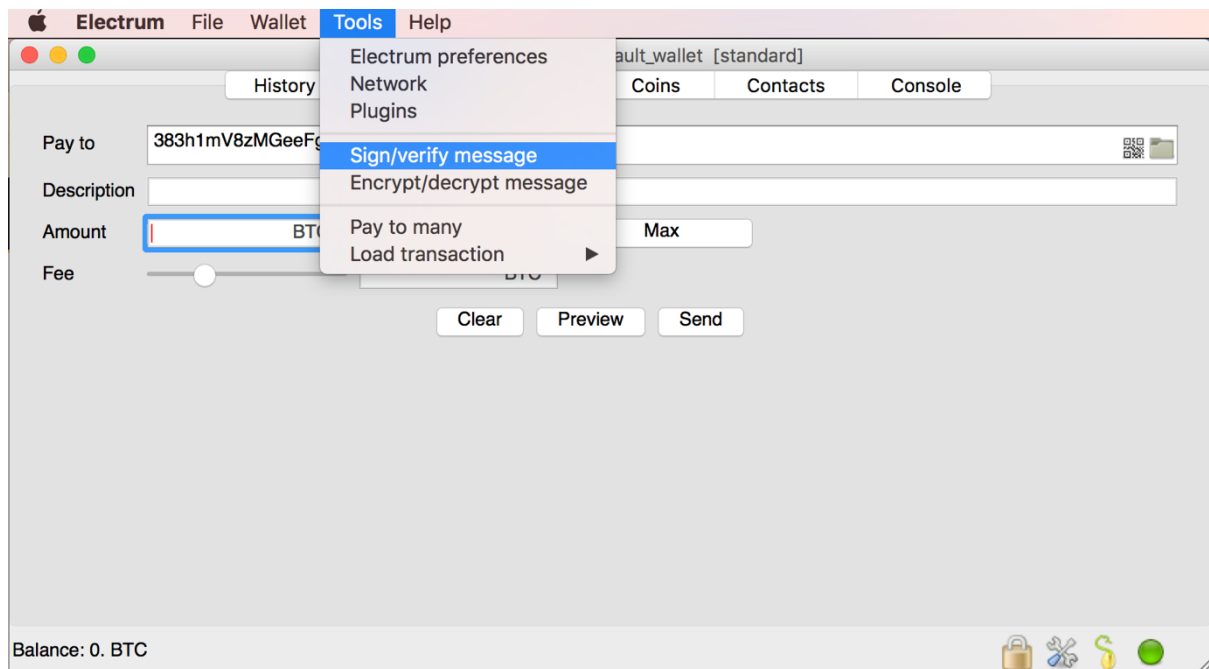 Electrum File Wallet Tools Help
ault_wallet [standard]
Electrum preferences
Network
Plugins
Sign/verify message
Encrypt/decrypt message
Pay to many
Load transaction
History Coins Contacts Console
Pay to 383h1mV8zMGeeFg
Description
Amount BTC Max
Fee BTC
Clear Preview Send
Balance: 0. BTC